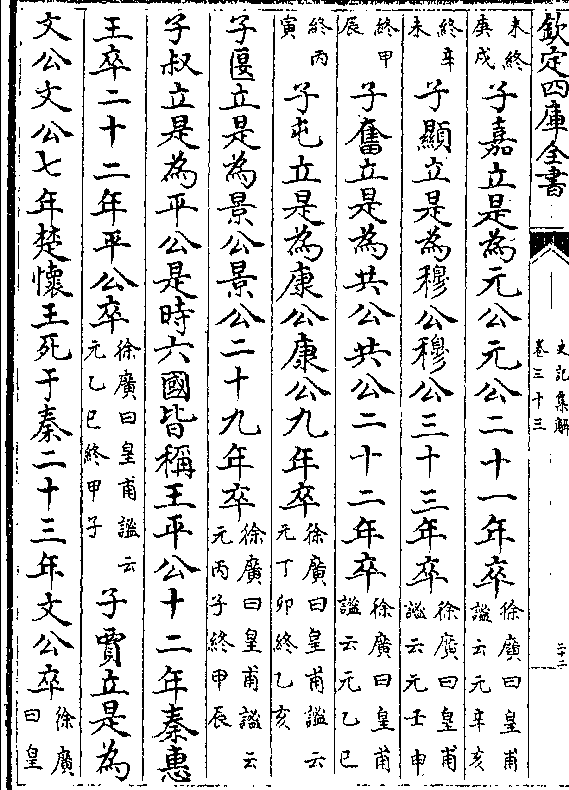 欽定四庫全書
史記集解
卷三十三
二十二
未終庚戌子嘉立是為元公元公二十一年卒徐廣曰皇甫謐云元辛亥
終辛未子顯立是為穆公穆公三十三年卒徐廣曰皇甫謐云元壬申
終甲辰子奮立是為共公共公二十二年卒徐廣曰皇甫謐云元乙巳
終丙寅子屯立是為康公康公九年卒徐廣曰皇甫謐云元丁卯終乙亥
子偃立是為景公景公二十九年卒徐廣曰皇甫謐云元丙子終甲辰
子叔立是為平公是時六國皆稱王平公十二年秦惠
王卒二十二年平公卒徐廣曰皇甫謐云元乙巳終甲子子賈立是為
文公文公七年楚懷王死于秦二十三年文公卒徐廣曰皇